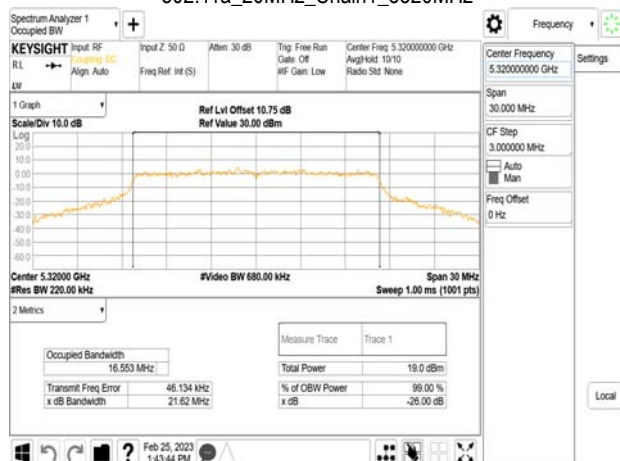 802.11a_20MHz_Chain1_5320MHz
Spectrum Analyzer 1
Occupied BW
Frequency
KEYSIGHT
Input: RF
Coupling: DC
Align: Auto
Input Z: 50 Ω
Freq Ref: Int (S)
Atten: 30 dB
Trig: Free Run
Gate: Off
#IF Gain: Low
Center Freq: 5.320000000 GHz
Avg|Hold: 10/10
Radio Std: None
RL
LW
Center Frequency
5.320000000 GHz
Settings
Span
30.000 MHz
CF Step
3.000000 MHz
Auto
Man
Freq Offset
0 Hz
Local
1 Graph
Scale/Div 10.0 dB
Ref Lvl Offset 10.75 dB
Ref Value 30.00 dBm
Log
20.0
10.0
0.00
-10.0
-20.0
-30.0
-40.0
-50.0
-60.0
Center 5.32000 GHz
#Res BW 220.00 kHz
#Video BW 680.00 kHz
Span 30 MHz
Sweep 1.00 ms (1001 pts)
2 Metrics
Measure Trace
Trace 1
Occupied Bandwidth
16.553 MHz
Total Power
19.0 dBm
Transmit Freq Error
46.134 kHz
% of OBW Power
99.00 %
x dB Bandwidth
21.62 MHz
x dB
-26.00 dB
Feb 25, 2023
1:43:44 PM